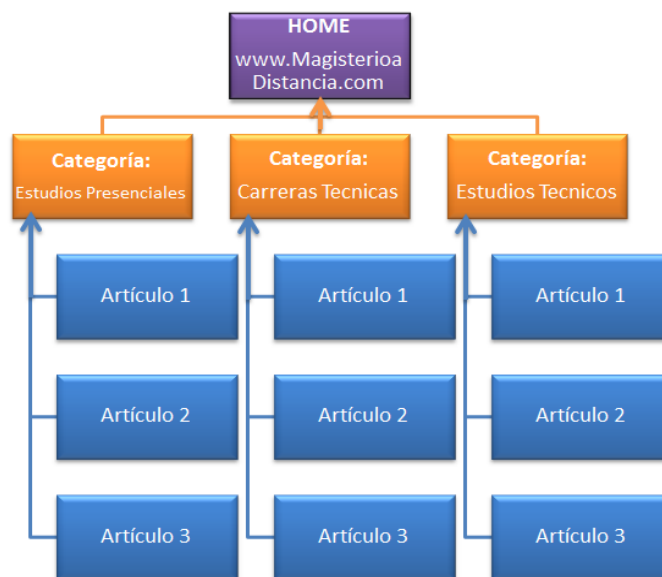 HOME
www.Magisterioa
Distancia.com
Categoría:
Estudios Presenciales
Categoría:
Carreras Tecnicas
Categoría:
Estudios Tecnicos
Artículo 1
Artículo 1
Artículo 1
Artículo 2
Artículo 2
Artículo 2
Artículo 3
Artículo 3
Artículo 3